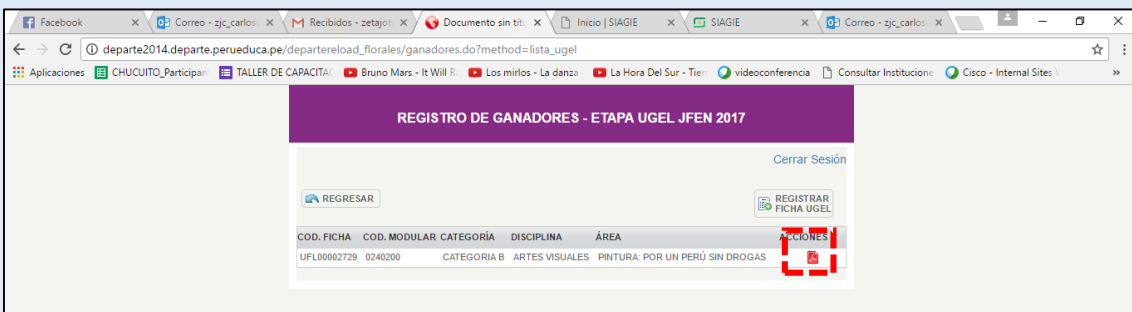 Facebook
Correo - zjc_carlos
Recibidos - zetajot
Documento sin títu
Inicio | SIAGIE
SIAGIE
Correo - zjc_carlos
departe2014.departe.perueduca.pe/departereload_florales/ganadores.do?method=lista_ugel
Aplicaciones CHUCUITO_Participan TALLER DE CAPACITAC Bruno Mars - It Will R Los mirlos - La danza La Hora Del Sur - Tier videoconferencia Consultar Institucione Cisco - Internal Sites »
REGISTRO DE GANADORES - ETAPA UGEL JFEN 2017
Cerrar Sesión
REGRESAR
REGISTRAR
FICHA UGEL
COD. FICHA COD. MODULAR CATEGORÍA DISCIPLINA ÁREA ACCIONES
UFL00002729 0240200 CATEGORIA B ARTES VISUALES PINTURA: POR UN PERÚ SIN DROGAS